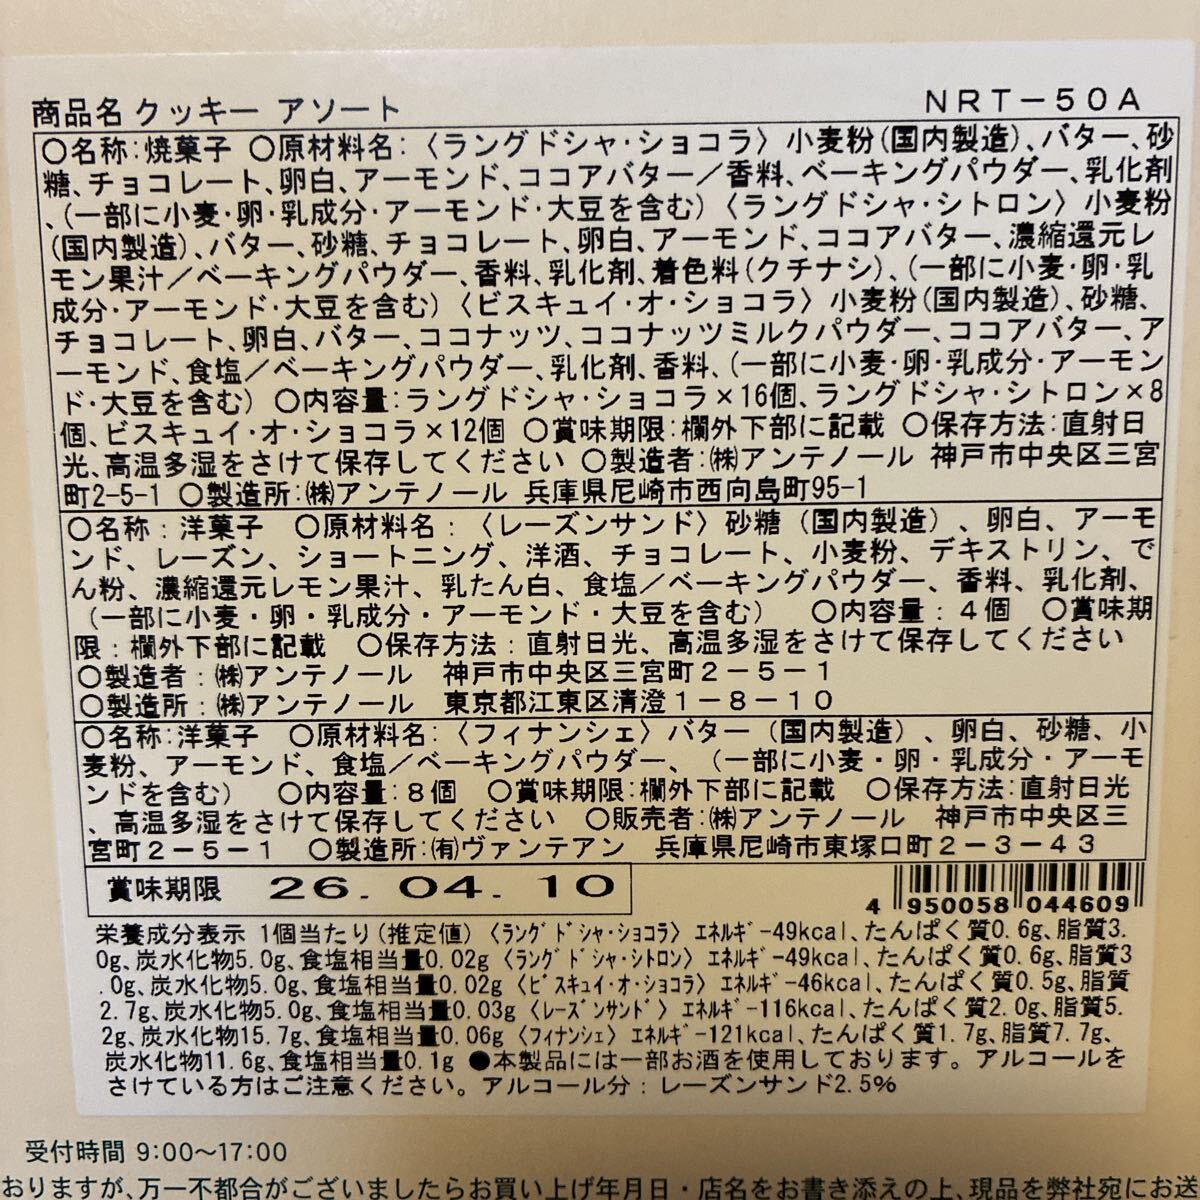 商品名 クッキー アソート NRT-50A
○名称:焼菓子 ○原材料名:〈ラングドシャ・ショコラ〉小麦粉(国内製造)、バター、砂
糖、チョコレート、卵白、アーモンド、ココアバター/香料、ベーキングパウダー、乳化剤
、(一部に小麦・卵・乳成分・アーモンド・大豆を含む)〈ラングドシャ・シトロン〉小麦粉
(国内製造)、バター、砂糖、チョコレート、卵白、アーモンド、ココアバター、濃縮還元レ
モン果汁/ベーキングパウダー、香料、乳化剤、着色料(クチナシ)、(一部に小麦・卵・乳
成分・アーモンド・大豆を含む)〈ビスキュイ・オ・ショコラ〉小麦粉(国内製造)、砂糖、
チョコレート、卵白、バター、ココナッツ、ココナッツミルクパウダー、ココアバター、ア
ーモンド、食塩/ベーキングパウダー、乳化剤、香料、(一部に小麦・卵・乳成分・アーモン
ド・大豆を含む) ○内容量:ラングドシャ・ショコラ×16個、ラングドシャ・シトロン×8
個、ビスキュイ・オ・ショコラ×12個 ○賞味期限:欄外下部に記載 ○保存方法:直射日
光、高温多湿をさけて保存してください ○製造者:㈱アンテノール 神戸市中央区三宮
町2-5-1 ○製造所:㈱アンテノール 兵庫県尼崎市西向島町95-1
○名称:洋菓子 ○原材料名:〈レーズンサンド〉砂糖(国内製造)、卵白、アーモ
ンド、レーズン、ショートニング、洋酒、チョコレート、小麦粉、デキストリン、で
ん粉、濃縮還元レモン果汁、乳たん白、食塩/ベーキングパウダー、香料、乳化剤、
(一部に小麦・卵・乳成分・アーモンド・大豆を含む) ○内容量:4個 ○賞味期
限:欄外下部に記載 ○保存方法:直射日光、高温多湿をさけて保存してください
○製造者:㈱アンテノール 神戸市中央区三宮町2-5-1
○製造所:㈱アンテノール 東京都江東区清澄1-8-10
○名称:洋菓子 ○原材料名:〈フィナンシェ〉バター(国内製造)、卵白、砂糖、小
麦粉、アーモンド、食塩/ベーキングパウダー、(一部に小麦・卵・乳成分・アーモ
ンドを含む) ○内容量:8個 ○賞味期限:欄外下部に記載 ○保存方法:直射日光
、高温多湿をさけて保存してください ○販売者:㈱アンテノール 神戸市中央区三
宮町2-5-1 ○製造所:㈲ヴァンテアン 兵庫県尼崎市東塚口町2-3-43
賞味期限 26.04.10
4 950058 044609
栄養成分表示 1個当たり(推定値)〈ﾗﾝｸﾞﾄﾞｼｬ・ｼｮｺﾗ〉ｴﾈﾙｷﾞｰ49kcal、たんぱく質0.6g、脂質3.
0g、炭水化物5.0g、食塩相当量0.02g〈ﾗﾝｸﾞﾄﾞｼｬ・ｼﾄﾛﾝ〉ｴﾈﾙｷﾞｰ49kcal、たんぱく質0.6g、脂質3
.0g、炭水化物5.0g、食塩相当量0.02g〈ﾋﾞｽｷｭｲ・ｵ・ｼｮｺﾗ〉ｴﾈﾙｷﾞｰ46kcal、たんぱく質0.5g、脂質
2.7g、炭水化物5.0g、食塩相当量0.03g〈ﾚｰｽﾞﾝｻﾝﾄﾞ〉ｴﾈﾙｷﾞｰ116kcal、たんぱく質2.0g、脂質5.
2g、炭水化物15.7g、食塩相当量0.06g〈ﾌｨﾅﾝｼｪ〉ｴﾈﾙｷﾞｰ121kcal、たんぱく質1.7g、脂質7.7g、
炭水化物11.6g、食塩相当量0.1g ●本製品には一部お酒を使用しております。アルコールを
さけている方はご注意ください。アルコール分:レーズンサンド2.5%
受付時間 9:00〜17:00
おりますが、万一不都合がございましたらお買い上げ年月日・店名をお書き添えの上、現品を弊社宛にお送